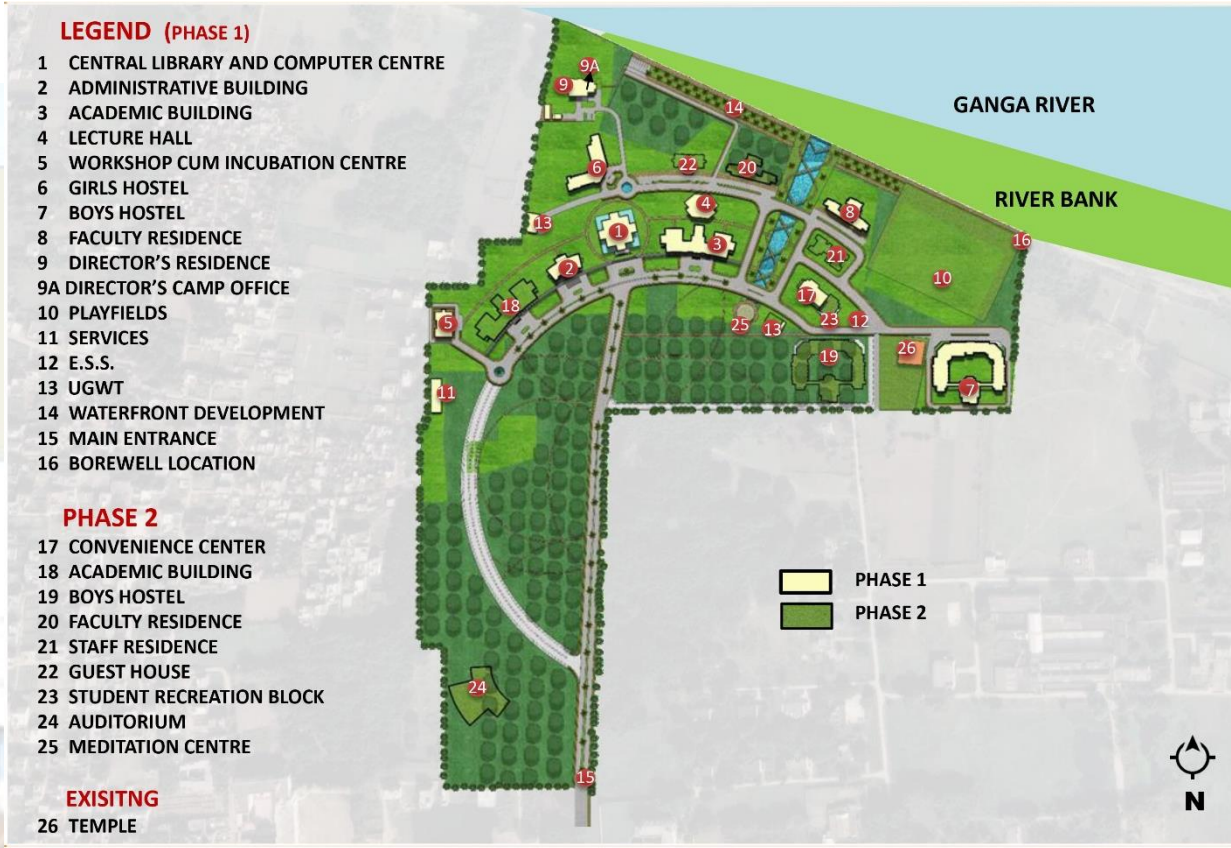 LEGEND (PHASE 1)
1 CENTRAL LIBRARY AND COMPUTER CENTRE
2 ADMINISTRATIVE BUILDING
3 ACADEMIC BUILDING
4 LECTURE HALL
5 WORKSHOP CUM INCUBATION CENTRE
6 GIRLS HOSTEL
7 BOYS HOSTEL
8 FACULTY RESIDENCE
9 DIRECTOR'S RESIDENCE
9A DIRECTOR'S CAMP OFFICE
10 PLAYFIELDS
11 SERVICES
12 E.S.S.
13 UGWT
14 WATERFRONT DEVELOPMENT
15 MAIN ENTRANCE
16 BOREWELL LOCATION
PHASE 2
17 CONVENIENCE CENTER
18 ACADEMIC BUILDING
19 BOYS HOSTEL
20 FACULTY RESIDENCE
21 STAFF RESIDENCE
22 GUEST HOUSE
23 STUDENT RECREATION BLOCK
24 AUDITORIUM
25 MEDITATION CENTRE
EXISITNG
26 TEMPLE
9A
9
14
GANGA RIVER
RIVER BANK
6
22
20
4
8
13
1
3
16
21
2
10
17
18
5
25
13
23
12
19
26
7
11
PHASE 1
PHASE 2
24
15
N